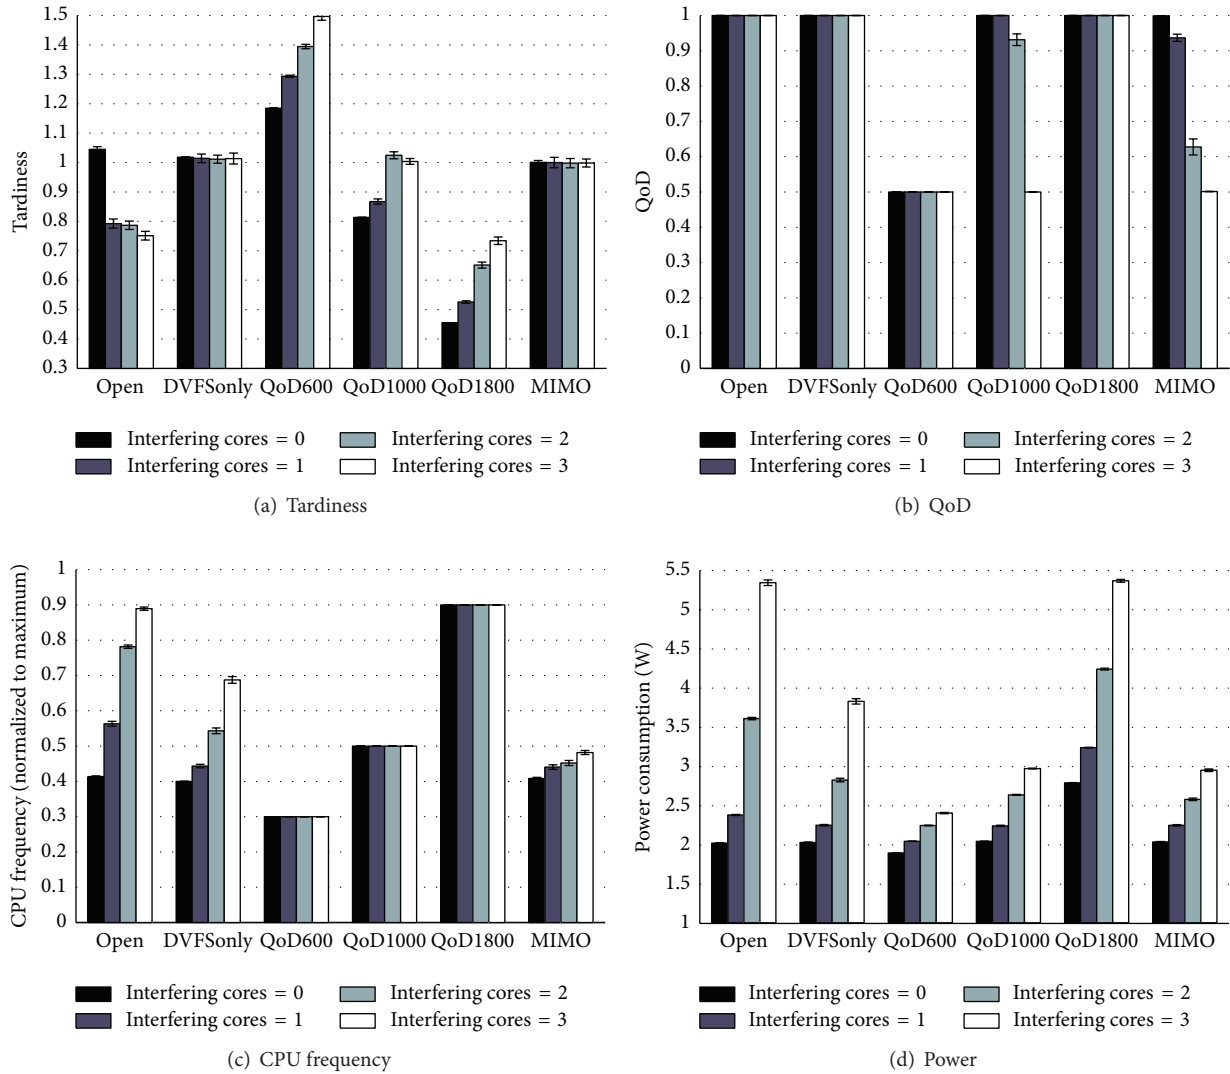 1.5
1.4
1.3
1.2
1.1
1
0.9
0.8
0.7
0.6
0.5
0.4
0.3
Tardiness
Open DVFSonly QoD600 QoD1000 QoD1800 MIMO
Interfering cores = 0
Interfering cores = 2
Interfering cores = 1
Interfering cores = 3
(a) Tardiness
1
0.9
0.8
0.7
0.6
0.5
0.4
0.3
0.2
0.1
0
QoD
Open DVFSonly QoD600 QoD1000 QoD1800 MIMO
Interfering cores = 0
Interfering cores = 2
Interfering cores = 1
Interfering cores = 3
(b) QoD
1
0.9
0.8
0.7
0.6
0.5
0.4
0.3
0.2
0.1
0
CPU frequency (normalized to maximum)
Open DVFSonly QoD600 QoD1000 QoD1800 MIMO
Interfering cores = 0
Interfering cores = 2
Interfering cores = 1
Interfering cores = 3
(c) CPU frequency
5.5
5
4.5
4
3.5
3
2.5
2
1.5
1
Power consumption (W)
Open DVFSonly QoD600 QoD1000 QoD1800 MIMO
Interfering cores = 0
Interfering cores = 2
Interfering cores = 1
Interfering cores = 3
(d) Power